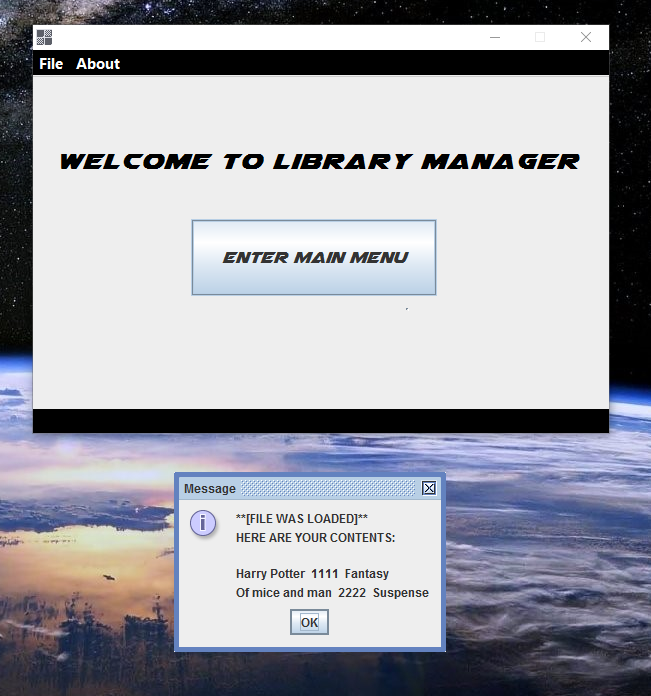 File About
WELCOME TO LIBRARY MANAGER
ENTER MAIN MENU
Message
**[FILE WAS LOADED]**
HERE ARE YOUR CONTENTS:
Harry Potter 1111 Fantasy
Of mice and man 2222 Suspense
OK